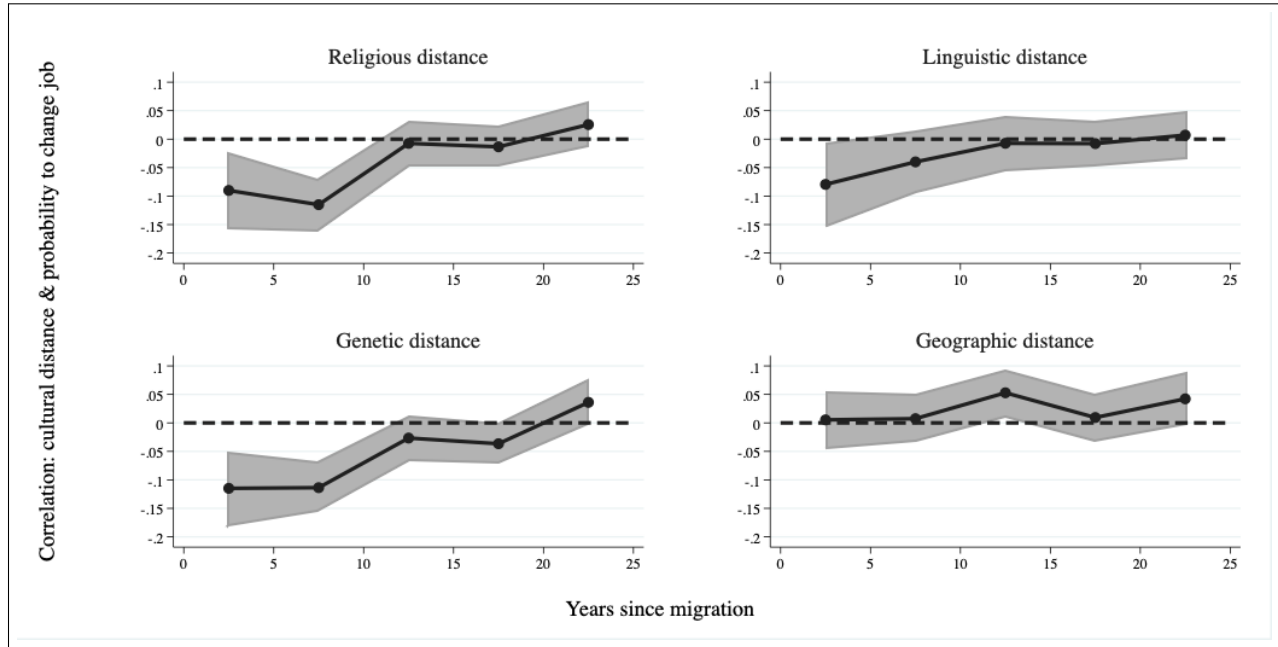 Correlation: cultural distance & probability to change job
Religious distance
.1
.05
0
-.05
-.1
-.15
-.2
0 5 10 15 20 25
Linguistic distance
.1
.05
0
-.05
-.1
-.15
-.2
0 5 10 15 20 25
Genetic distance
.1
.05
0
-.05
-.1
-.15
-.2
0 5 10 15 20 25
Geographic distance
.1
.05
0
-.05
-.1
-.15
-.2
0 5 10 15 20 25
Years since migration